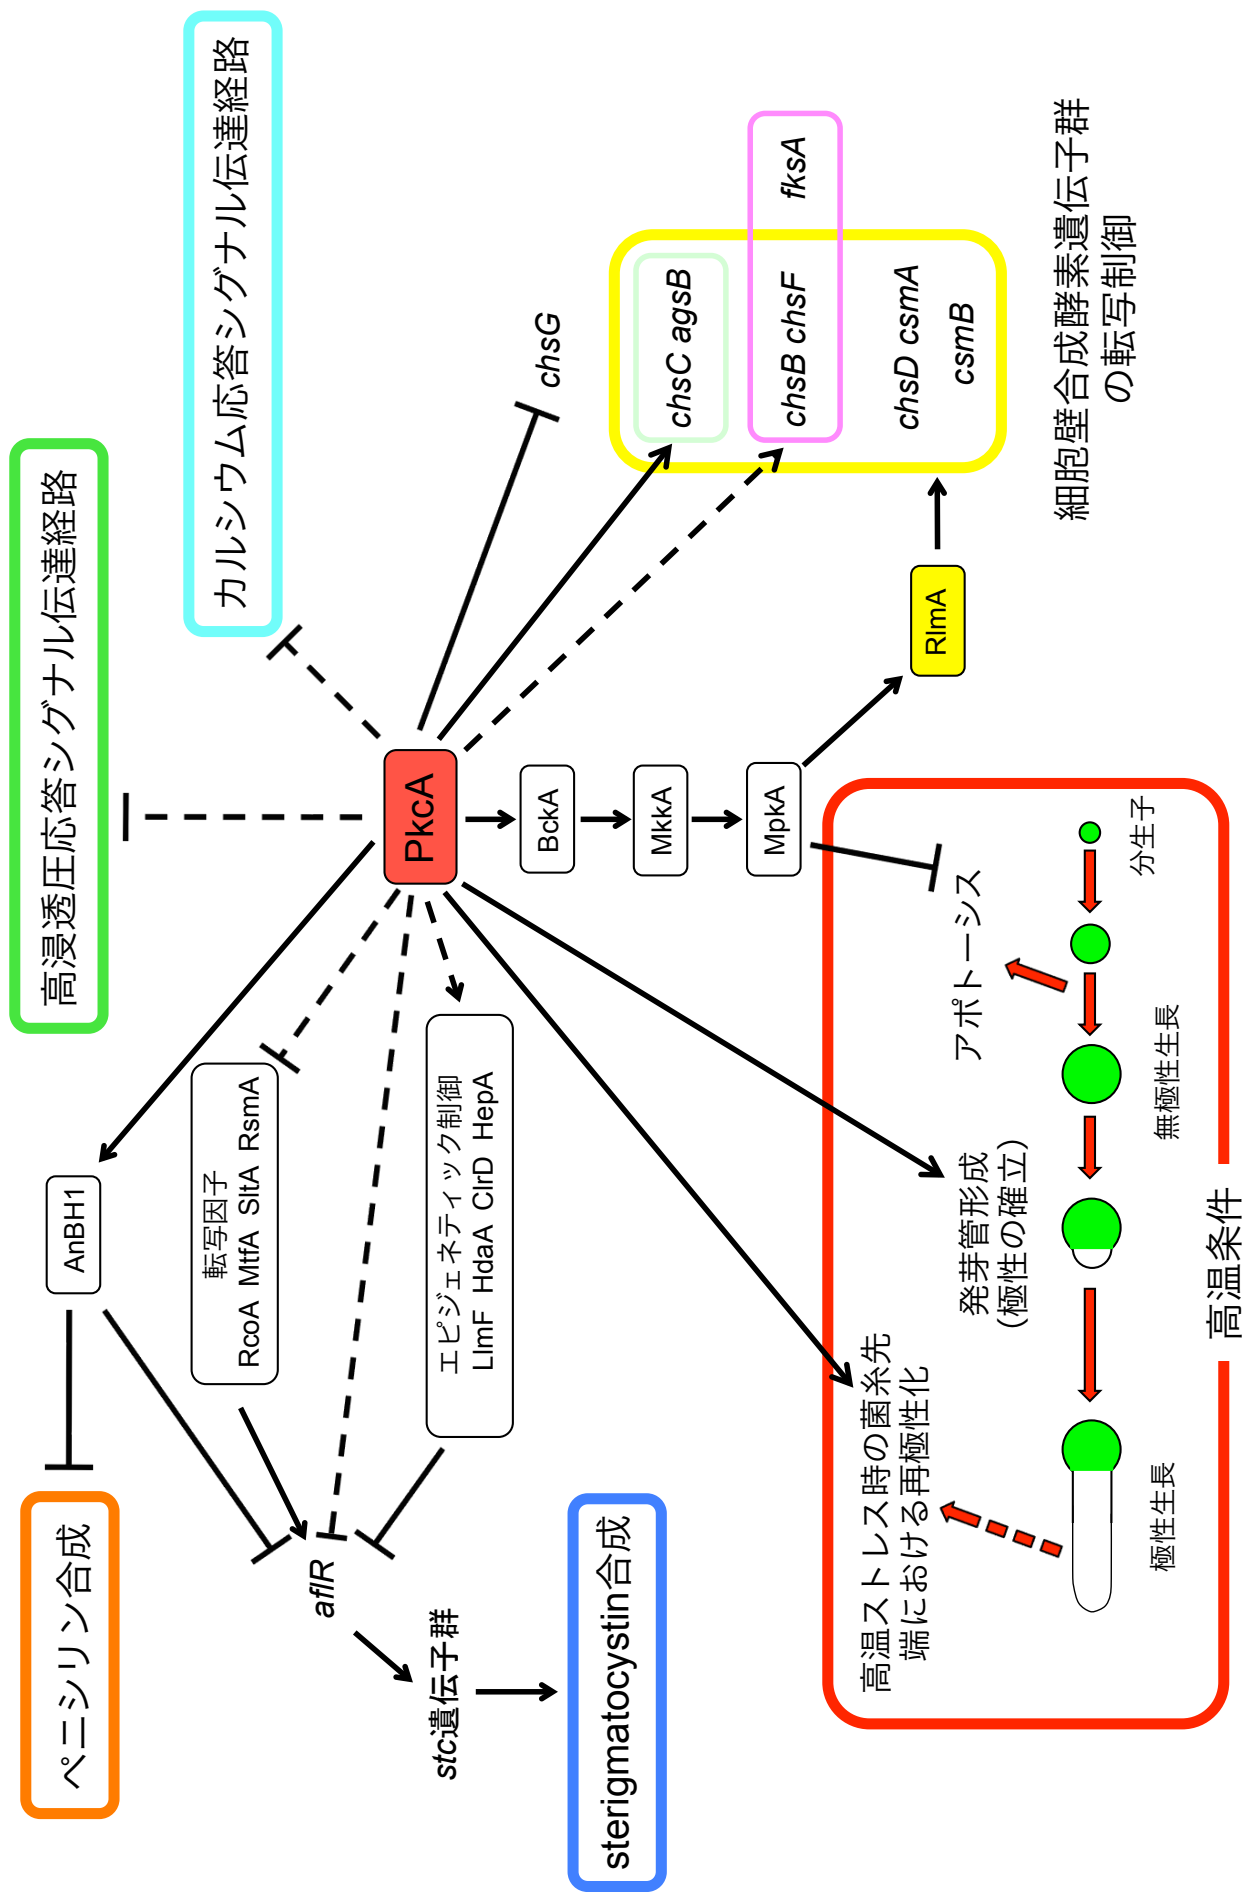 ペニシリン合成
AnBH1
高浸透圧応答シグナル伝達経路
カルシウム応答シグナル伝達経路
転写因子
RcoA MtfA SltA RsmA
aflR
エピジェネティック制御
LlmF HdaA ClrD HepA
PkcA
stc遺伝子群
sterigmatocystin合成
BckA
MkkA
MpkA
RlmA
chsG
chsC agsB
chsB chsF
fksA
chsD csmA
csmB
細胞壁合成酵素遺伝子群
の転写制御
高温ストレス時の菌糸先
端における再極性化
発芽管形成
(極性の確立)
アポトーシス
極性生長
無極性生長
分生子
高温条件